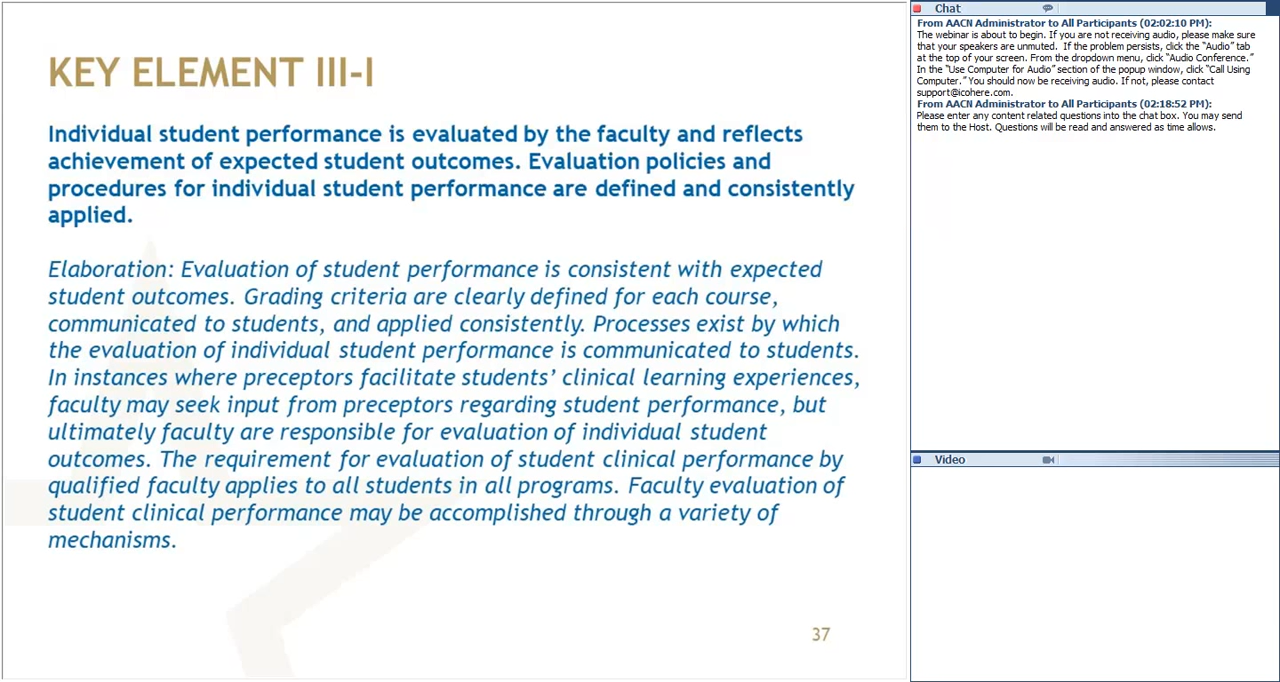 KEY ELEMENT III-I
Individual student performance is evaluated by the faculty and reflects
achievement of expected student outcomes. Evaluation policies and
procedures for individual student performance are defined and consistently
applied.
Elaboration: Evaluation of student performance is consistent with expected
student outcomes. Grading criteria are clearly defined for each course,
communicated to students, and applied consistently. Processes exist by which
the evaluation of individual student performance is communicated to students.
In instances where preceptors facilitate students’ clinical learning experiences,
faculty may seek input from preceptors regarding student performance, but
ultimately faculty are responsible for evaluation of individual student
outcomes. The requirement for evaluation of student clinical performance by
qualified faculty applies to all students in all programs. Faculty evaluation of
student clinical performance may be accomplished through a variety of
mechanisms.
37
Chat
From AACN Administrator to All Participants (02:02:10 PM):
The webinar is about to begin. If you are not receiving audio, please make sure
that your speakers are unmuted. If the problem persists, click the “Audio” tab
at the top of your screen. From the dropdown menu, click “Audio Conference.”
In the “Use Computer for Audio” section of the popup window, click “Call Using
Computer.” You should now be receiving audio. If not, please contact
support@icohere.com.
From AACN Administrator to All Participants (02:18:52 PM):
Please enter any content related questions into the chat box. You may send
them to the Host. Questions will be read and answered as time allows.
Video